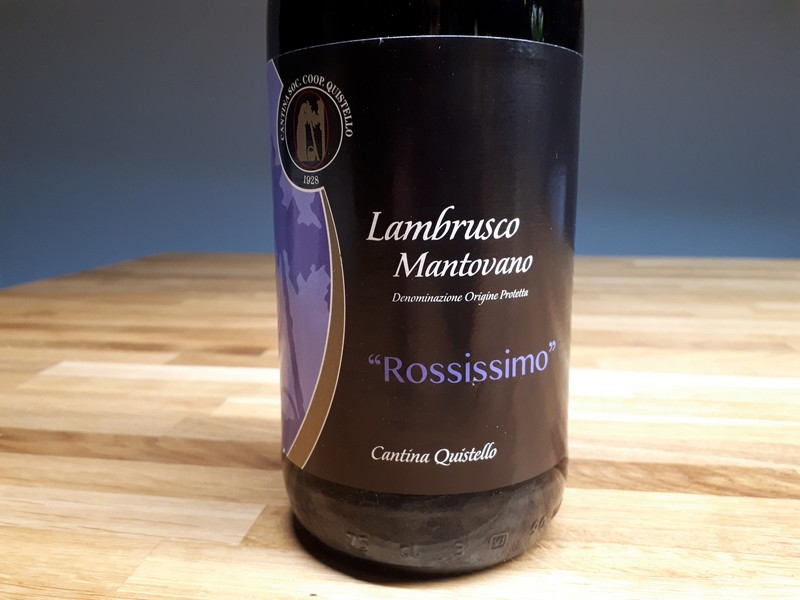 CANTINA SOC. COOP. QUISTELLO
1928
Lambrusco
Mantovano
Denominazione Origine Protetta
“Rossissimo”
Cantina Quistello